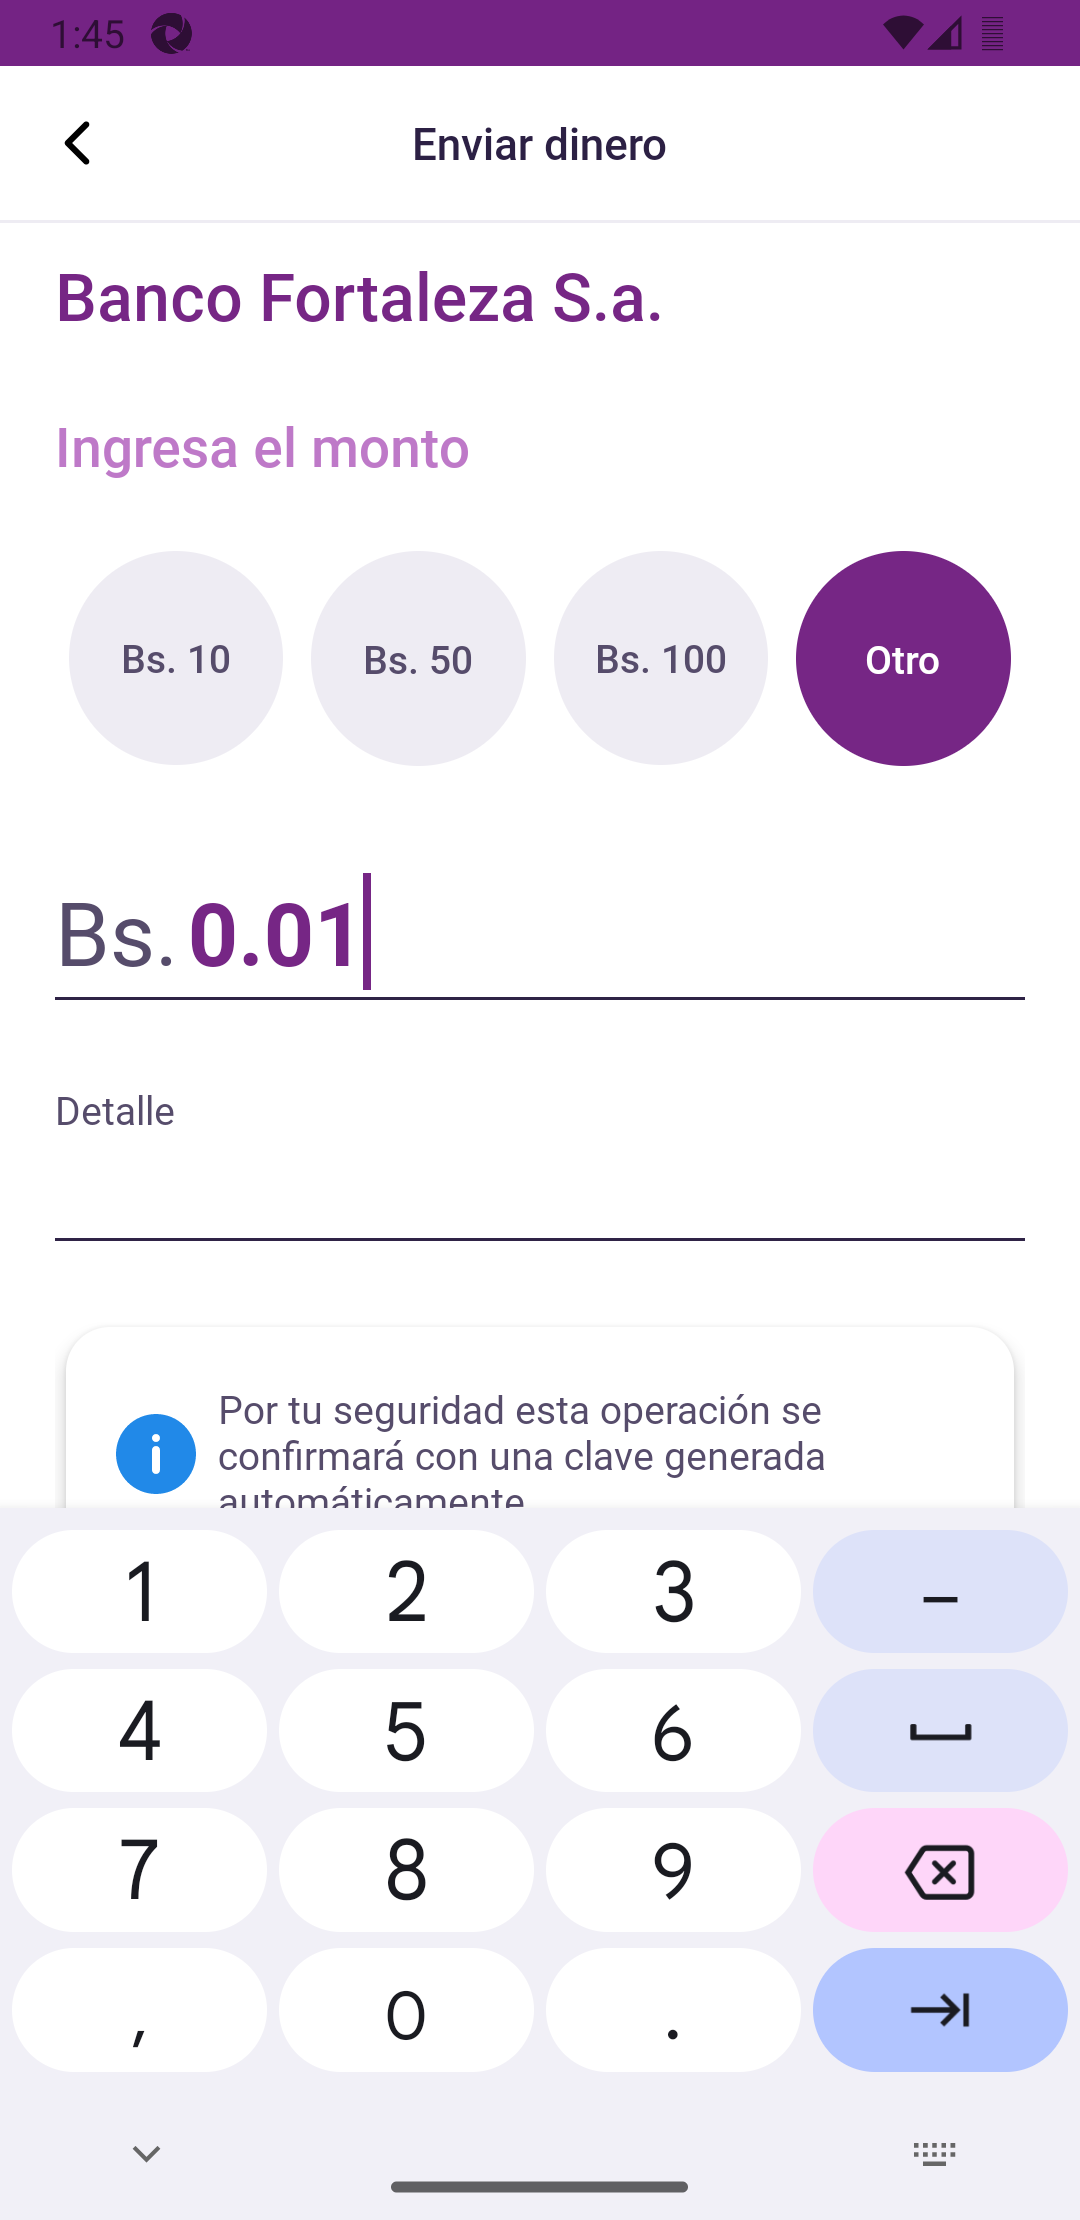 1:45
Enviar dinero
Banco Fortaleza S.a.
Ingresa el monto
Bs. 10 Bs. 50 Bs. 100 Otro
Bs. 0.01
Detalle
Por tu seguridad esta operación se
confirmará con una clave generada
automáticamente
1 2 3 –
4 5 6
7 8 9
, 0 .